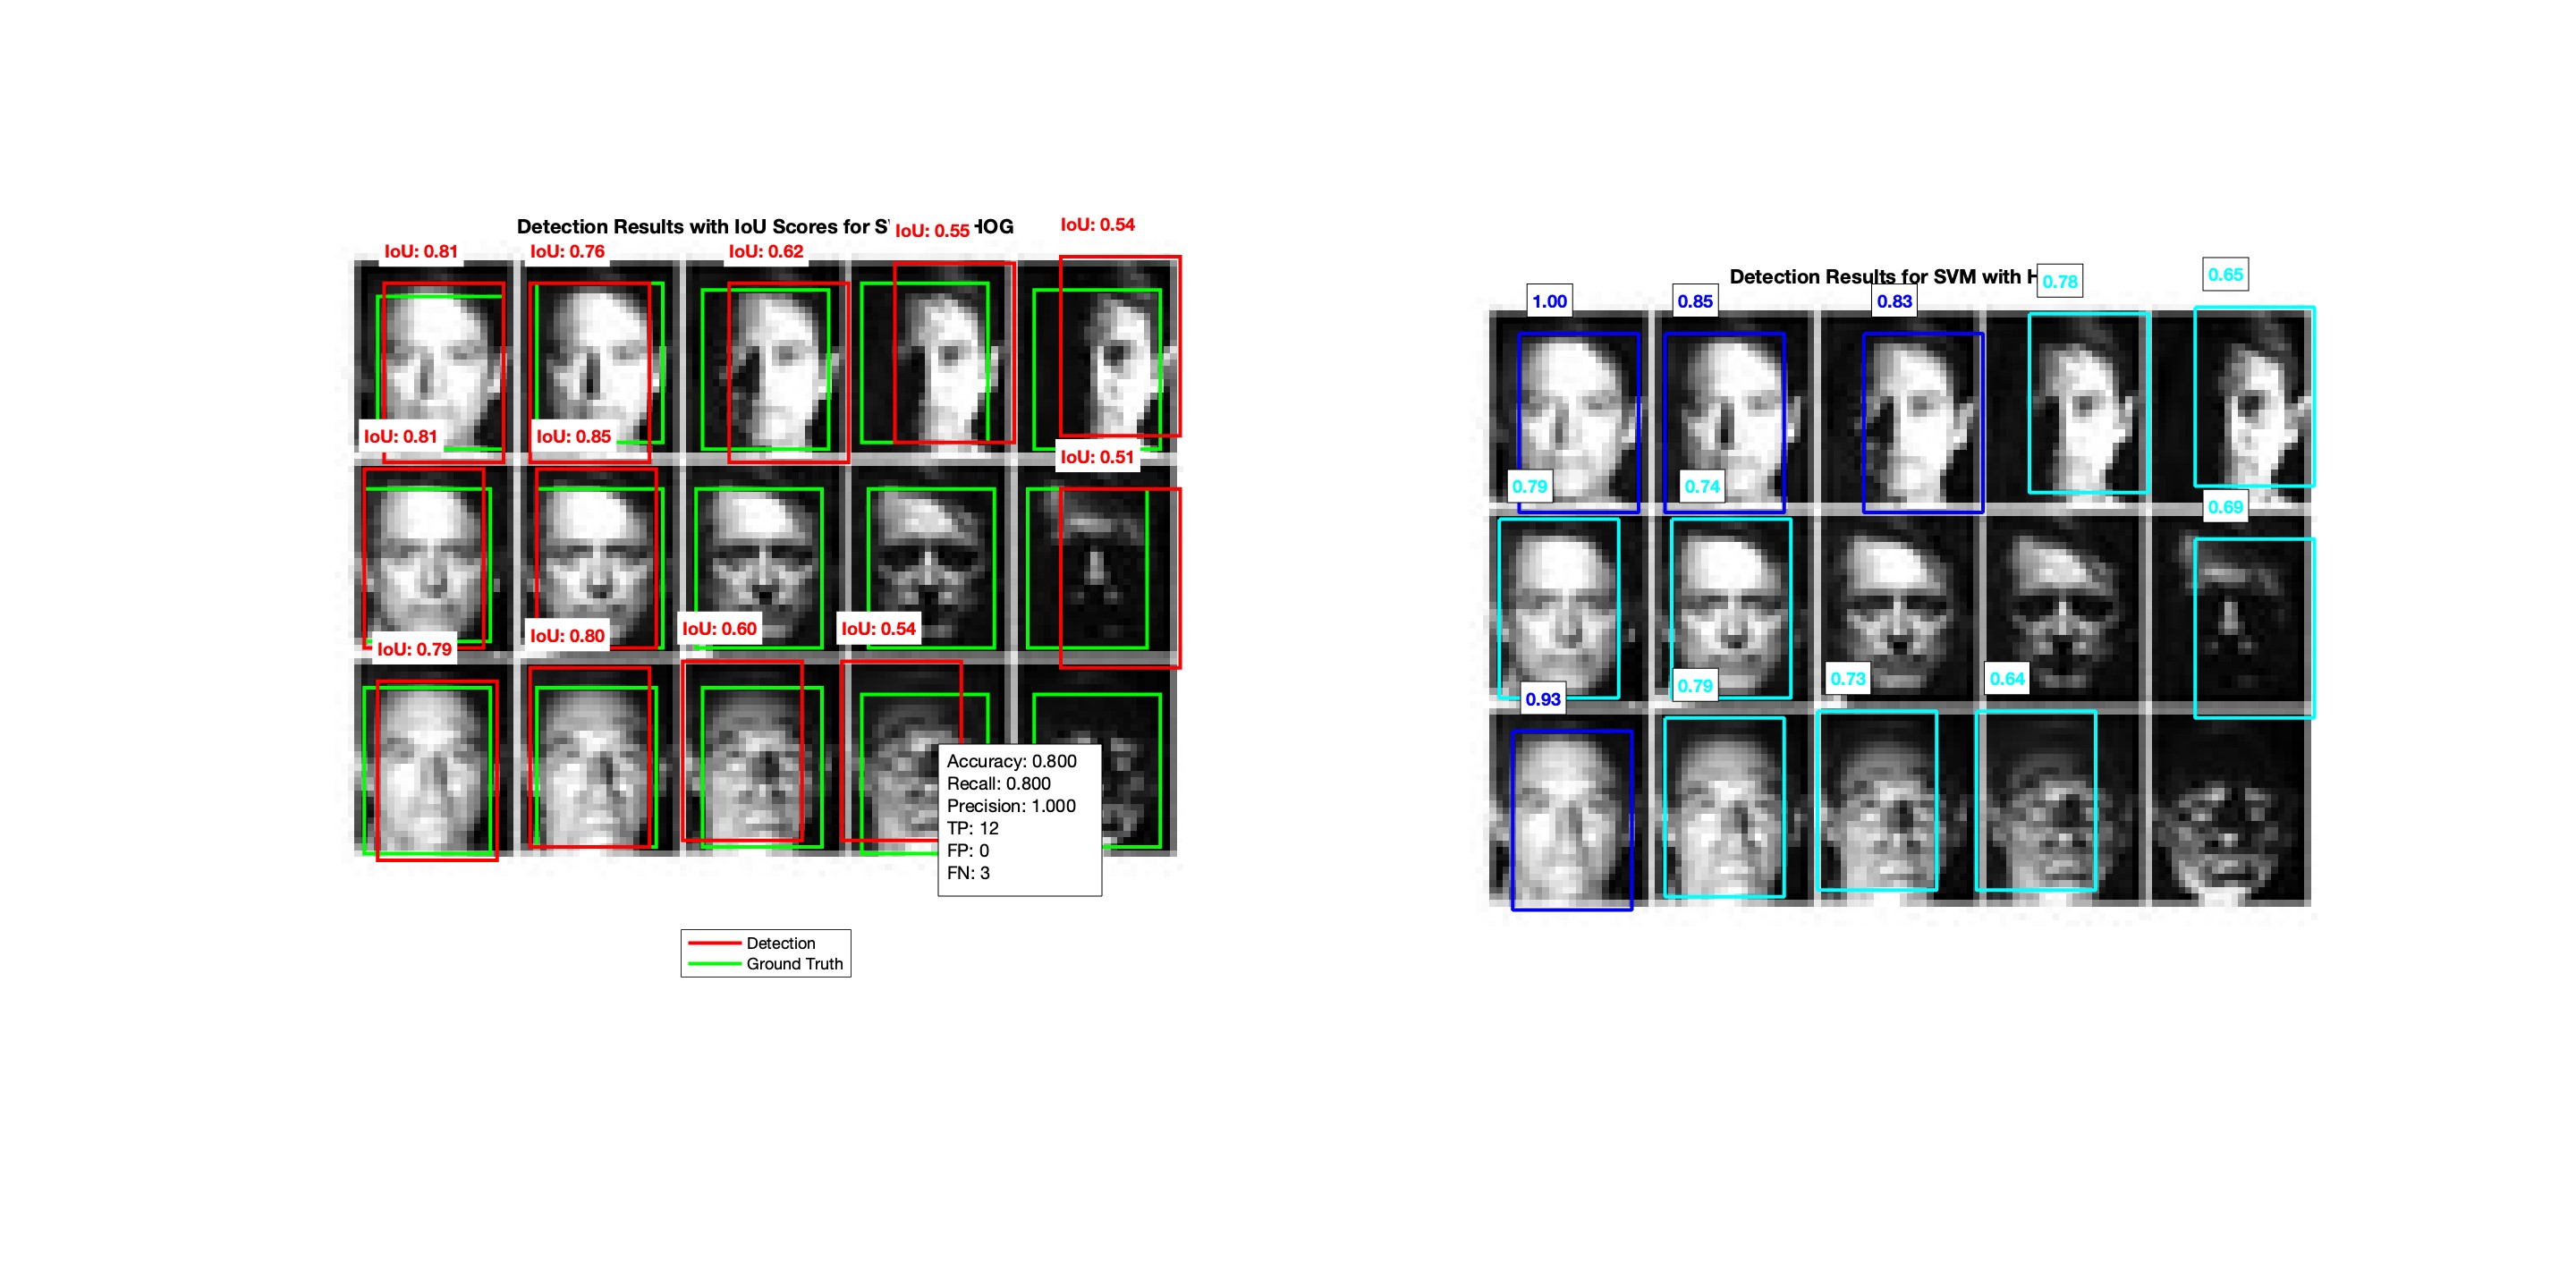 Detection Results with IoU Scores for S
IoU: 0.55
HOG
IoU: 0.54
IoU: 0.81
IoU: 0.76
IoU: 0.62
IoU: 0.81
IoU: 0.85
IoU: 0.51
IoU: 0.79
IoU: 0.80
IoU: 0.60
IoU: 0.54
Accuracy: 0.800
Recall: 0.800
Precision: 1.000
TP: 12
FP: 0
FN: 3
Detection
Ground Truth
Detection Results for SVM with H
0.78
0.65
1.00
0.85
0.83
0.79
0.74
0.69
0.93
0.79
0.73
0.64